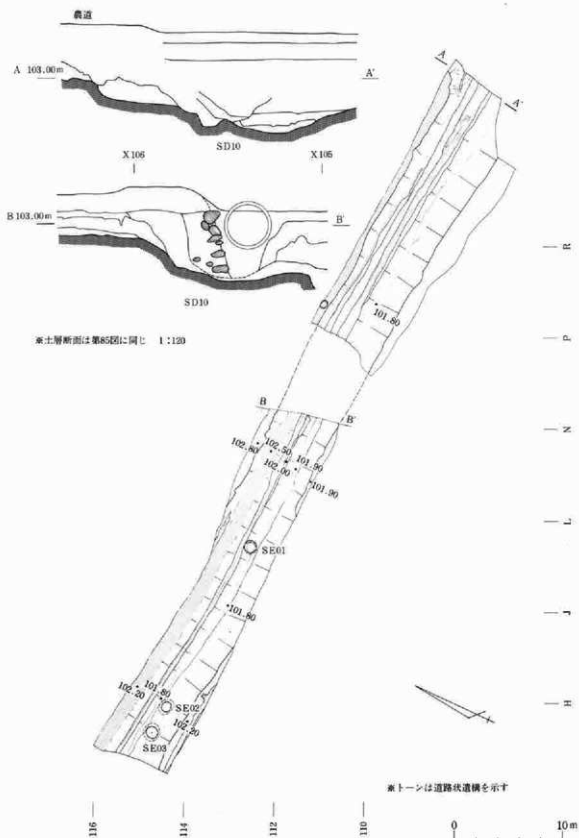 農道
A 103.00m
A′
SD10
X106
X105
B 103.00m
B′
SD10
※土層断面は第85図に同じ 1:120
A
A′
R
101.80
P
B
B′
N
102.80
102.50
102.00
101.90
101.90
L
SE01
J
101.80
102.20
101.80
SE02
H
102.20
SE03
※トーンは道路状遺構を示す
116
114
112
110
0
10m